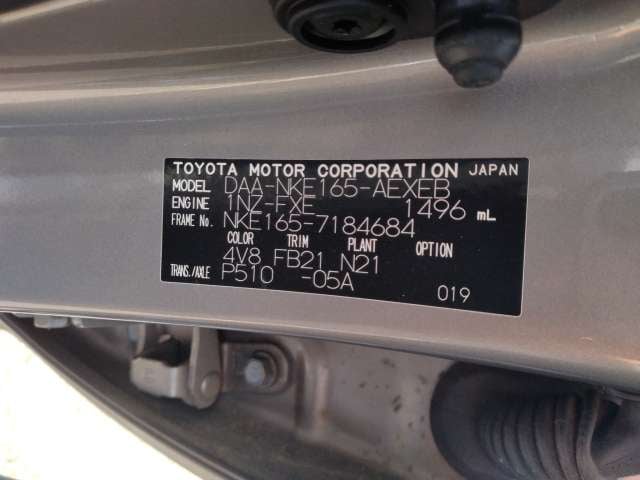 TOYOTA MOTOR CORPORATION JAPAN
MODEL DAA-NKE165-AEXEB
ENGINE 1NZ-FXE 1496 mL
FRAME No. NKE165-7184684
COLOR TRIM PLANT OPTION
4V8 FB21 N21
TRANS./AXLE P510 -05A
019